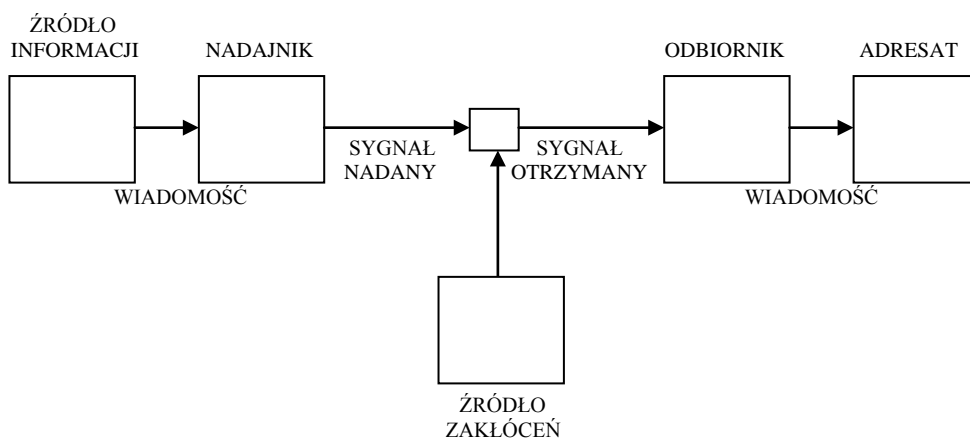 ŹRÓDŁO
INFORMACJI
NADAJNIK
ODBIORNIK
ADRESAT
SYGNAŁ
NADANY
SYGNAŁ
OTRZYMANY
WIADOMOŚĆ
WIADOMOŚĆ
ŹRÓDŁO
ZAKŁÓCEŃ